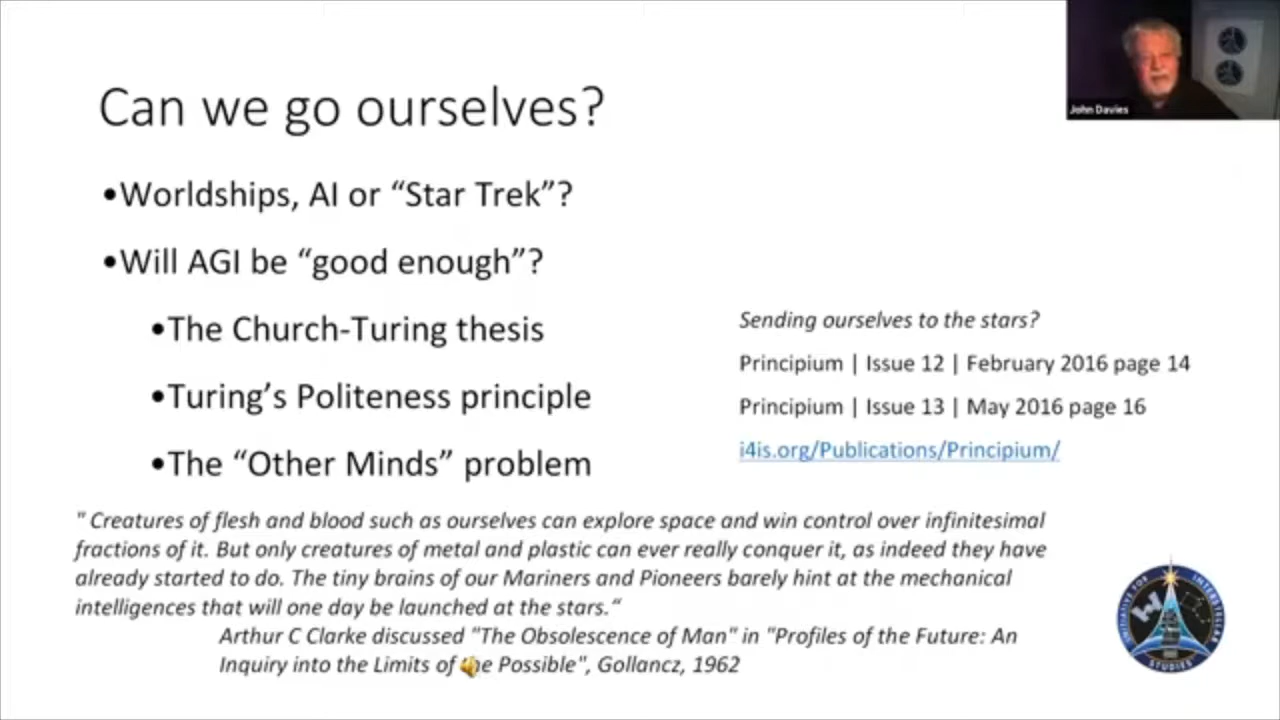 Can we go ourselves?
John Davies
•Worldships, AI or “Star Trek”?
•Will AGI be “good enough”?
•The Church-Turing thesis
•Turing’s Politeness principle
•The “Other Minds” problem
Sending ourselves to the stars?
Principium | Issue 12 | February 2016 page 14
Principium | Issue 13 | May 2016 page 16
i4is.org/Publications/Principium/
" Creatures of flesh and blood such as ourselves can explore space and win control over infinitesimal
fractions of it. But only creatures of metal and plastic can ever really conquer it, as indeed they have
already started to do. The tiny brains of our Mariners and Pioneers barely hint at the mechanical
intelligences that will one day be launched at the stars.“
Arthur C Clarke discussed "The Obsolescence of Man" in "Profiles of the Future: An
Inquiry into the Limits of he Possible", Gollancz, 1962
INITIATIVE FOR INTERSTELLAR
STUDIES